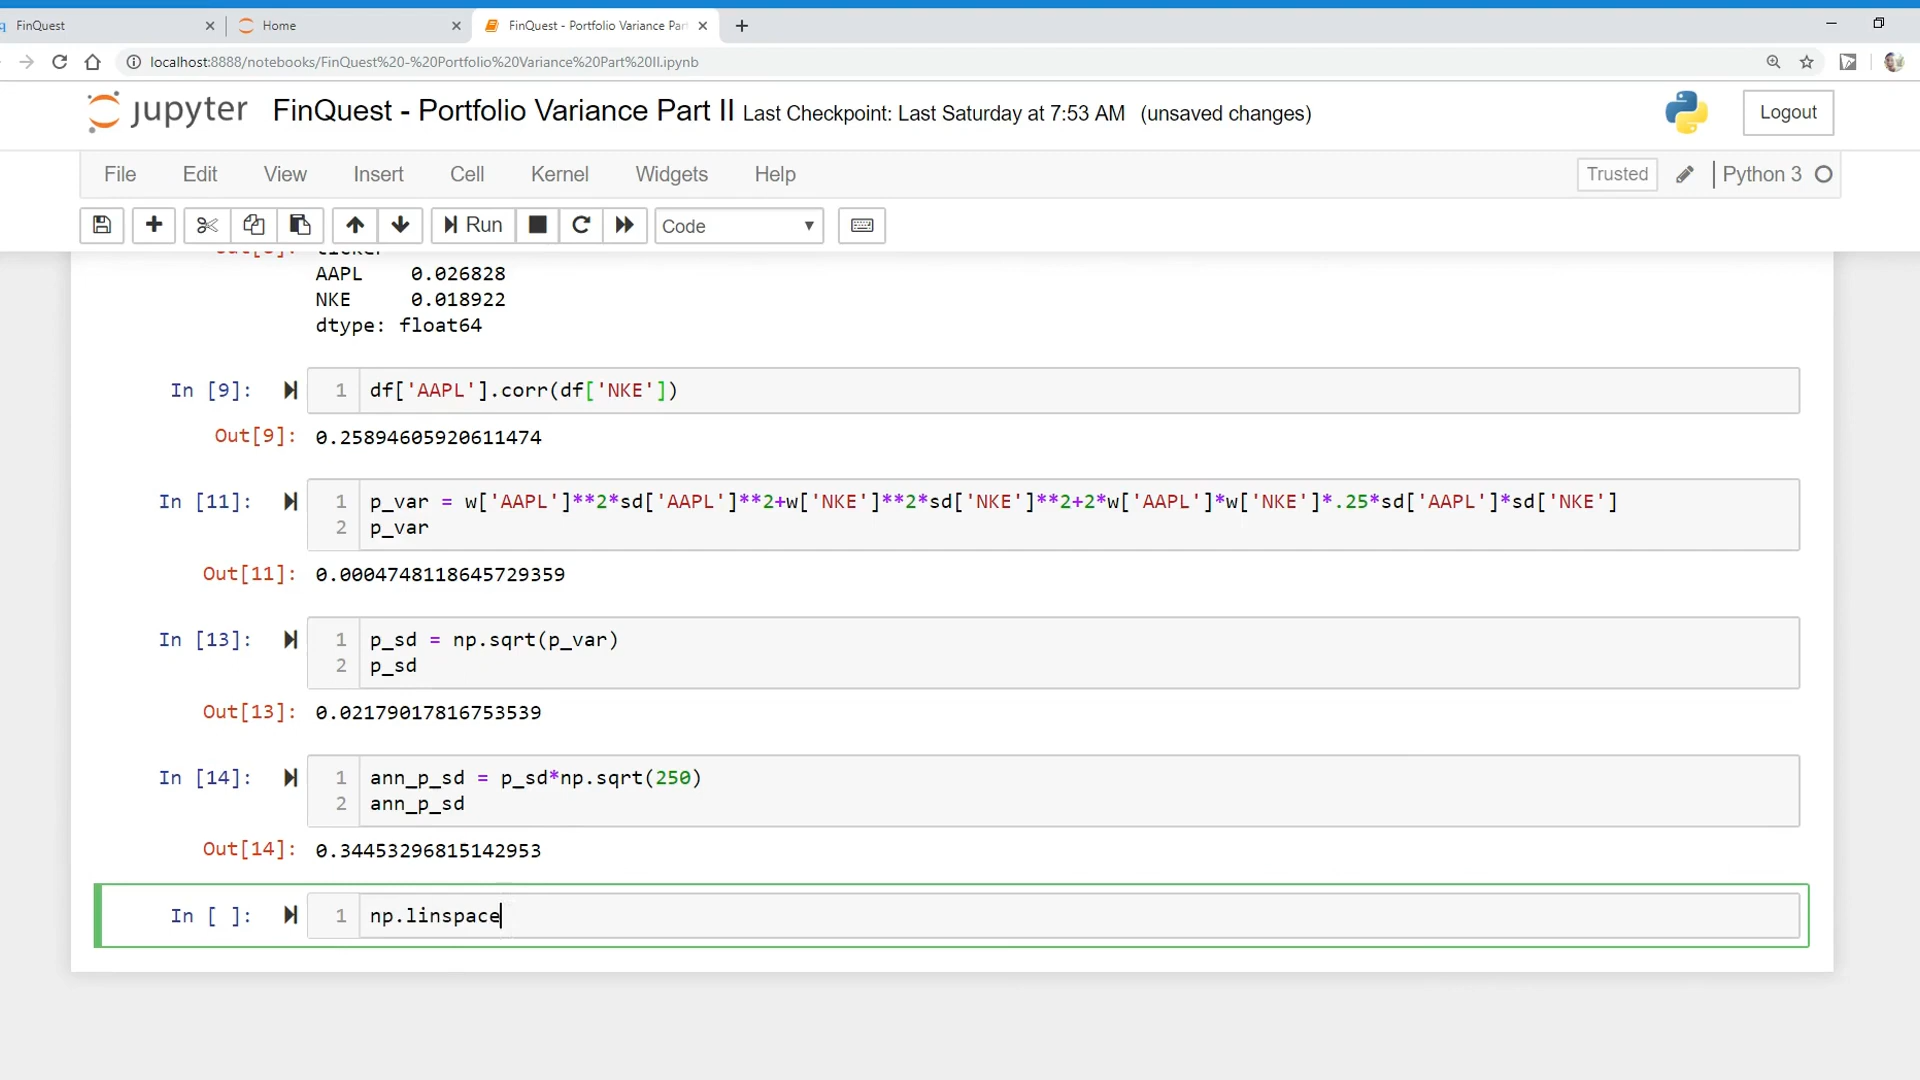 FinQuest
Home
FinQuest - Portfolio Variance Par
localhost:8888/notebooks/FinQuest%20-%20Portfolio%20Variance%20Part%20II.ipynb
jupyter FinQuest - Portfolio Variance Part II Last Checkpoint: Last Saturday at 7:53 AM (unsaved changes)
Logout
File Edit View Insert Cell Kernel Widgets Help
Trusted
Python 3
Run
Code
AAPL 0.026828
NKE 0.018922
dtype: float64
In [9]: 1 df['AAPL'].corr(df['NKE'])
Out[9]: 0.25894605920611474
In [11]: 1 p_var = w['AAPL']**2*sd['AAPL']**2+w['NKE']**2*sd['NKE']**2+2*w['AAPL']*w['NKE']*.25*sd['AAPL']*sd['NKE']
2 p_var
Out[11]: 0.0004748118645729359
In [13]: 1 p_sd = np.sqrt(p_var)
2 p_sd
Out[13]: 0.02179017816753539
In [14]: 1 ann_p_sd = p_sd*np.sqrt(250)
2 ann_p_sd
Out[14]: 0.34453296815142953
In [ ]: 1 np.linspace